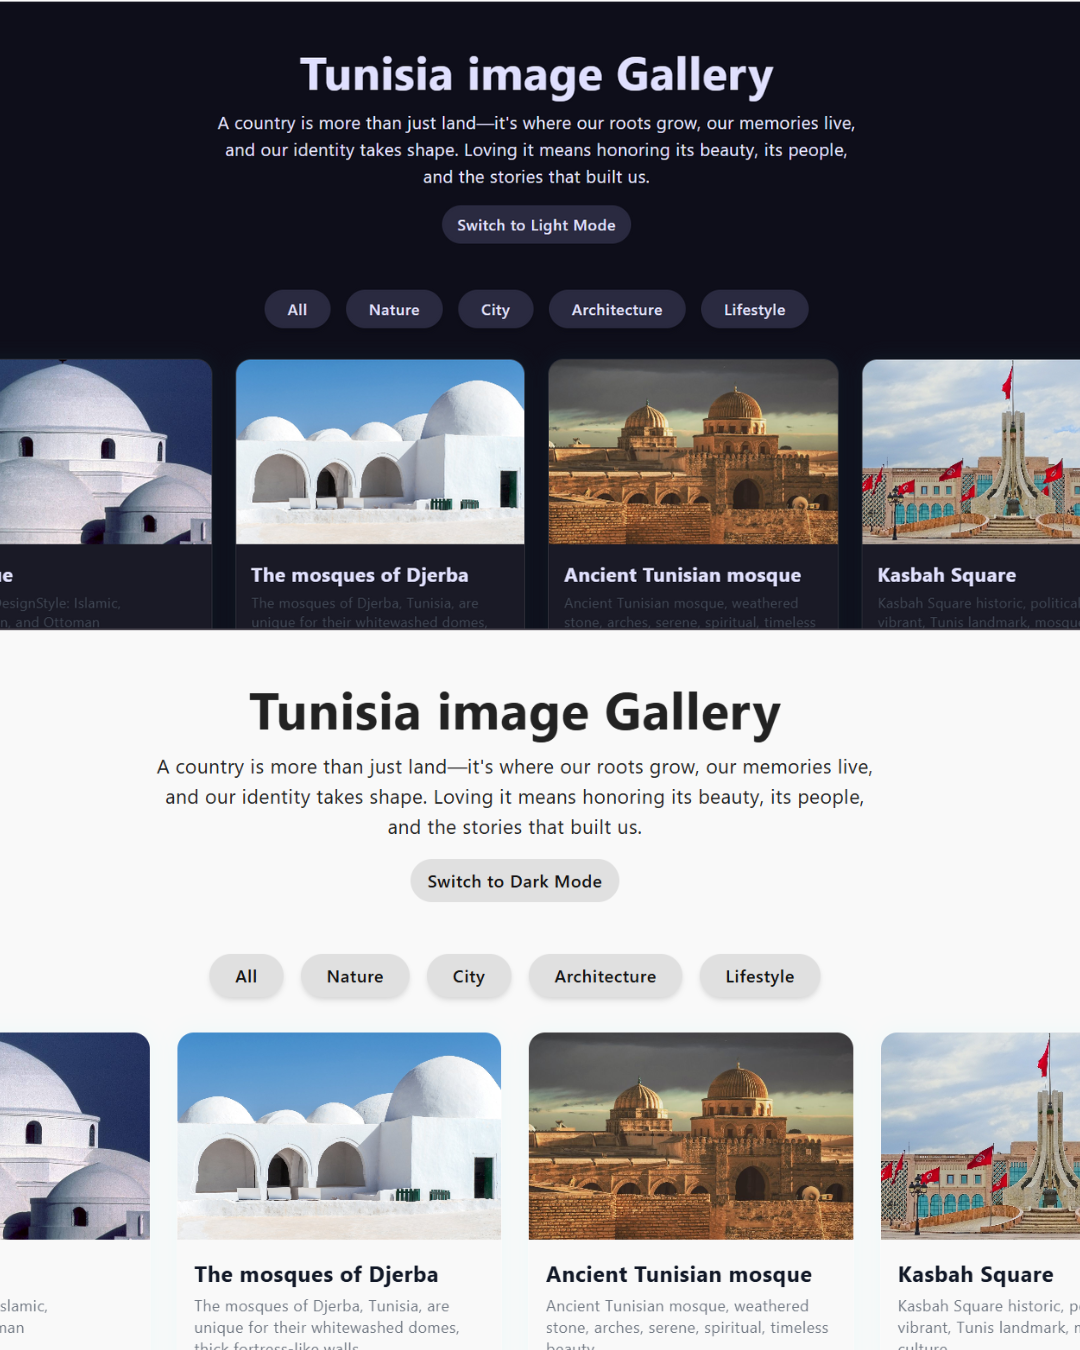 Tunisia image Gallery
A country is more than just land—it's where our roots grow, our memories live,
and our identity takes shape. Loving it means honoring its beauty, its people,
and the stories that built us.
Switch to Light Mode
All Nature City Architecture Lifestyle
The mosques of Djerba
Ancient Tunisian mosque
Kasbah Square
DesignStyle: Islamic,
and Ottoman
The mosques of Djerba, Tunisia, are
unique for their whitewashed domes,
Ancient Tunisian mosque, weathered
stone, arches, serene, spiritual, timeless
Kasbah Square historic, political
vibrant, Tunis landmark,
Tunisia image Gallery
A country is more than just land—it's where our roots grow, our memories live,
and our identity takes shape. Loving it means honoring its beauty, its people,
and the stories that built us.
Switch to Dark Mode
All Nature City Architecture Lifestyle
The mosques of Djerba
The mosques of Djerba, Tunisia, are
unique for their whitewashed domes,
thick fortress-like walls
Ancient Tunisian mosque
Ancient Tunisian mosque, weathered
stone, arches, serene, spiritual, timeless
beauty
Kasbah Square
Kasbah Square historic,
vibrant, Tunis landmark,
culture